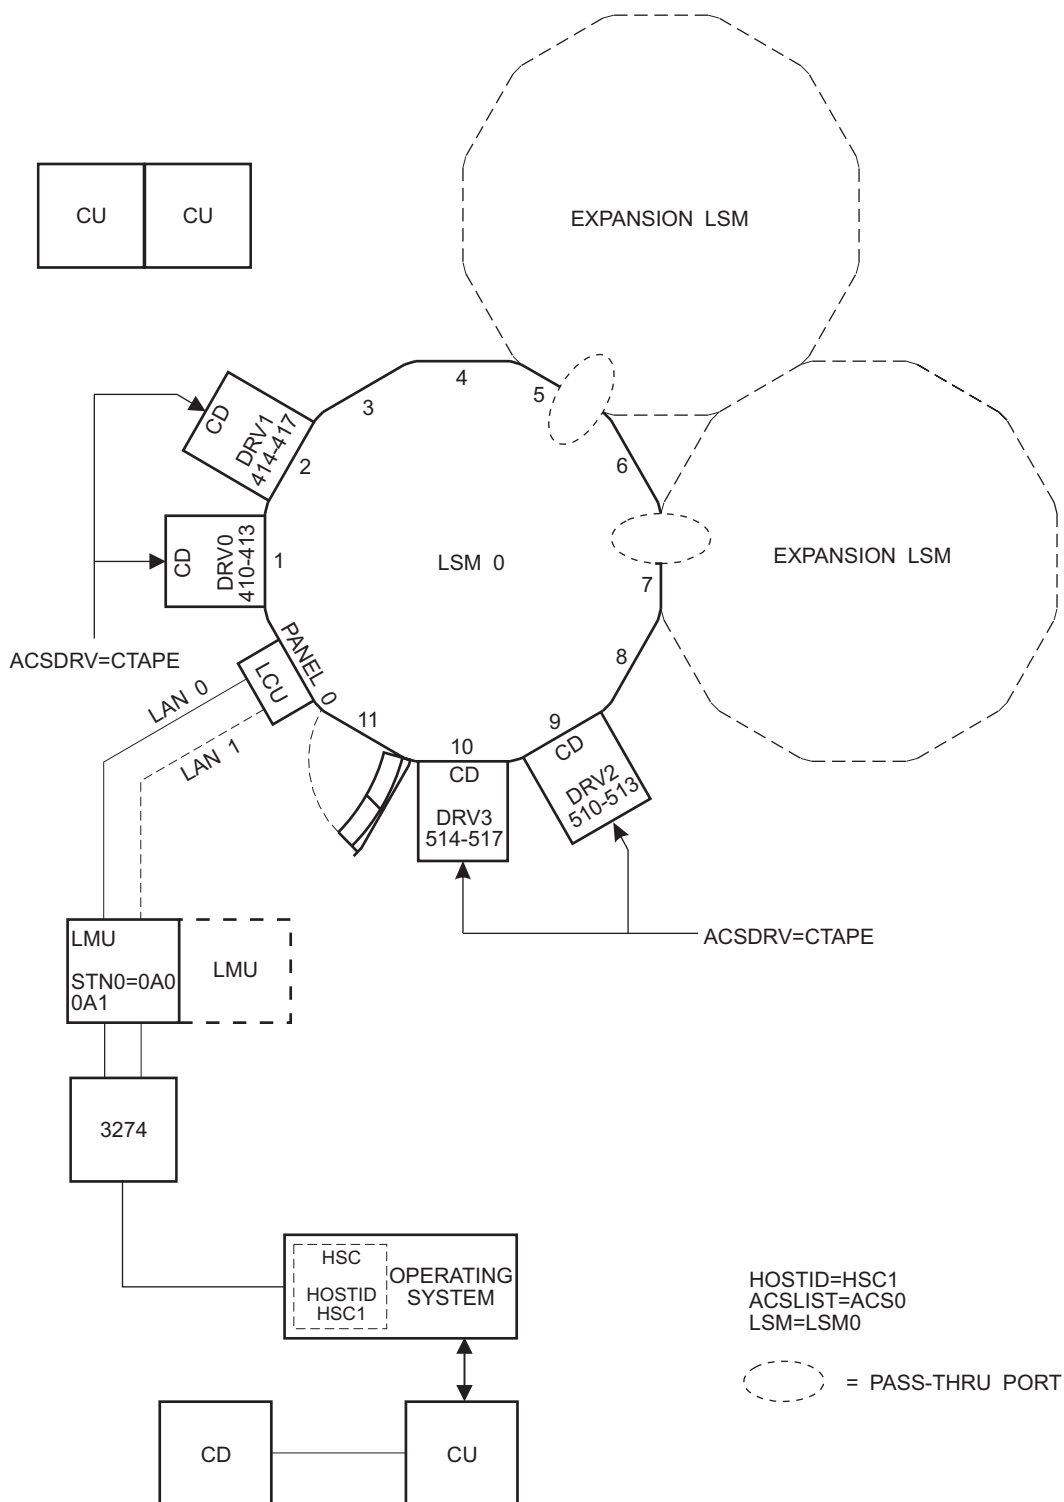 EXPANSION LSM
CU
CU
4
5
3
CD
DRV1
414-417
2
6
CD
DRV0
410-413
1
LSM 0
EXPANSION LSM
7
ACSDRV=CTAPE
PANEL 0
LCU
8
LAN 0
LAN 1
11
10
9
CD
DRV3
514-517
CD
DRV2
510-513
ACSDRV=CTAPE
LMU
STN0=0A0
0A1
LMU
3274
HSC
HOSTID
HSC1
OPERATING
SYSTEM
HOSTID=HSC1
ACSLIST=ACS0
LSM=LSM0
= PASS-THRU PORT
CD
CU